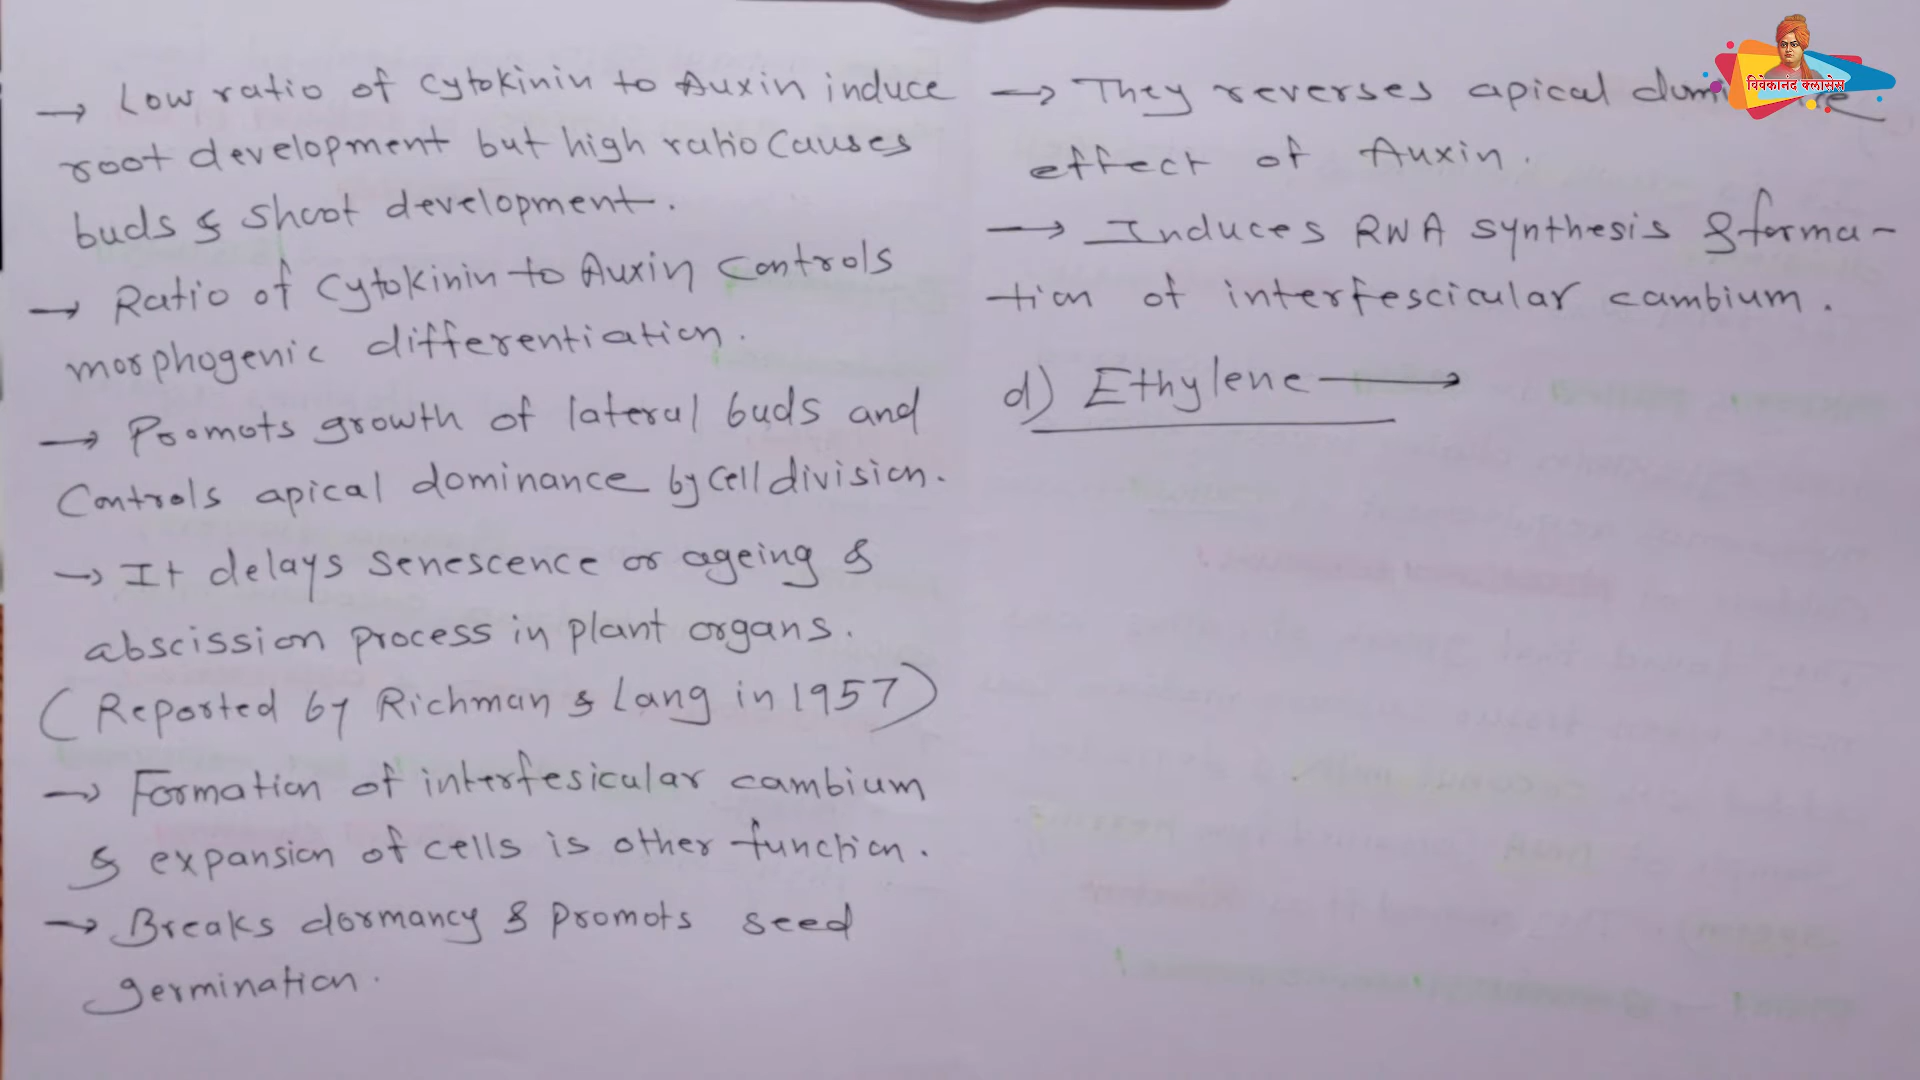 → Low ratio of cytokinin to Auxin induce
root development but high ratio causes
buds & shoot development.
→ Ratio of cytokinin to Auxin controls
morphogenic differentiation.
→ Promots growth of lateral buds and
Controls apical dominance by cell division.
→ It delays senescence or ageing &
abscission process in plant organs.
(Reported by Richman & Lang in 1957)
→ Formation of interfesicular cambium
& expansion of cells is other function.
→ Breaks dormancy & promots seed
germination.
→ They reverses apical
effect of Auxin.
→ Induces RNA synthesis & forma-
tion of interfescicular cambium.
d) Ethylene →
विवेकानंद क्लासेस